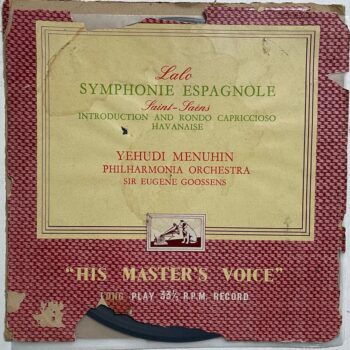 Lalo
SYMPHONIE ESPAGNOLE
Saint-Saëns
INTRODUCTION AND RONDO CAPRICCIOSO
HAVANAISE
YEHUDI MENUHIN
PHILHARMONIA ORCHESTRA
SIR EUGENE GOOSSENS
"HIS MASTER'S VOICE"
LONG PLAY 33⅓ R.P.M. RECORD